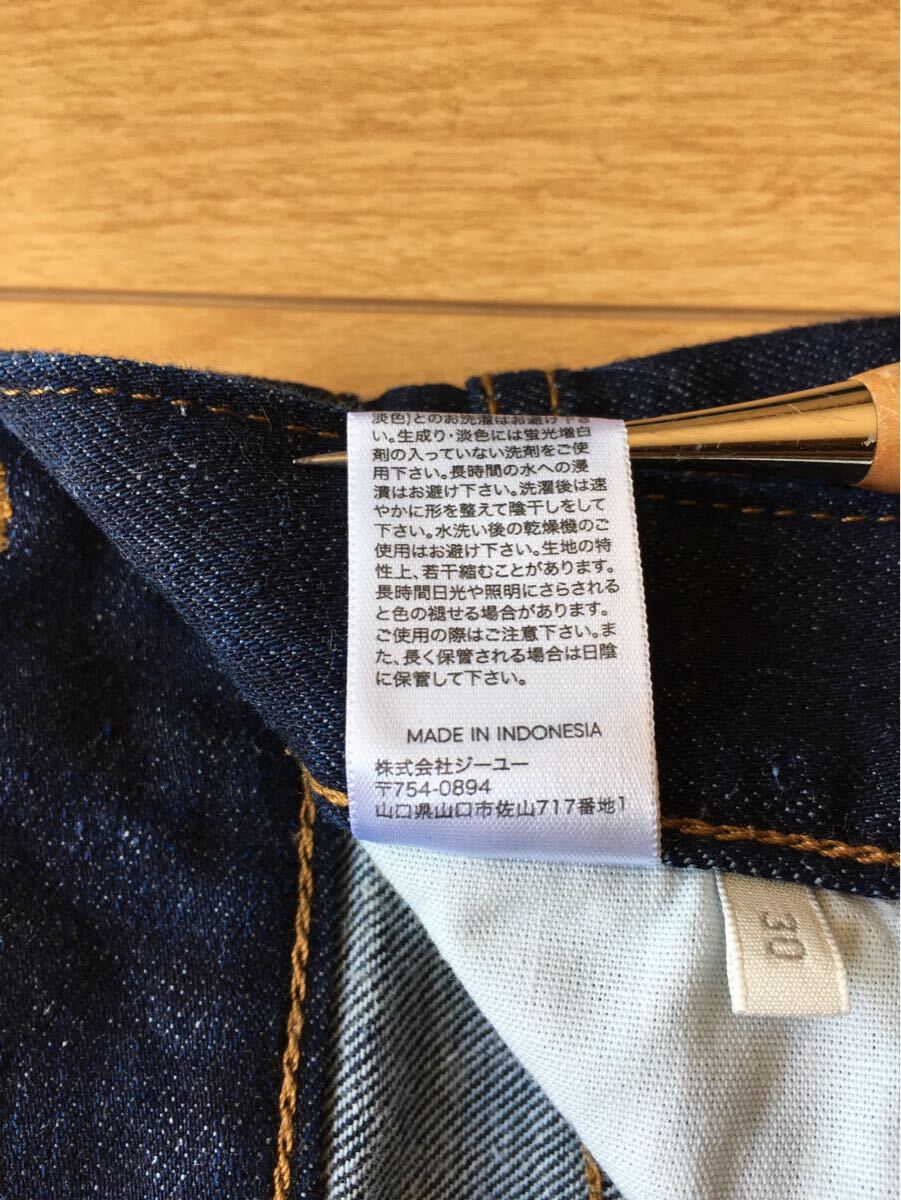 淡色)とのお洗濯はお避け下さ
い。生成り・淡色には蛍光増白
剤の入っていない洗剤をご使
用下さい。長時間の水への浸
漬はお避け下さい。洗濯後は速
やかに形を整えて陰干しをして
下さい。水洗い後の乾燥機のご
使用はお避け下さい。生地の特
性上、若干縮むことがあります。
長時間日光や照明にさらされる
と色の褪せる場合があります。
ご使用の際はご注意下さい。ま
た、長く保管される場合は日陰
に保管して下さい。
MADE IN INDONESIA
株式会社ジーユー
〒754-0894
山口県山口市佐山717番地1
30